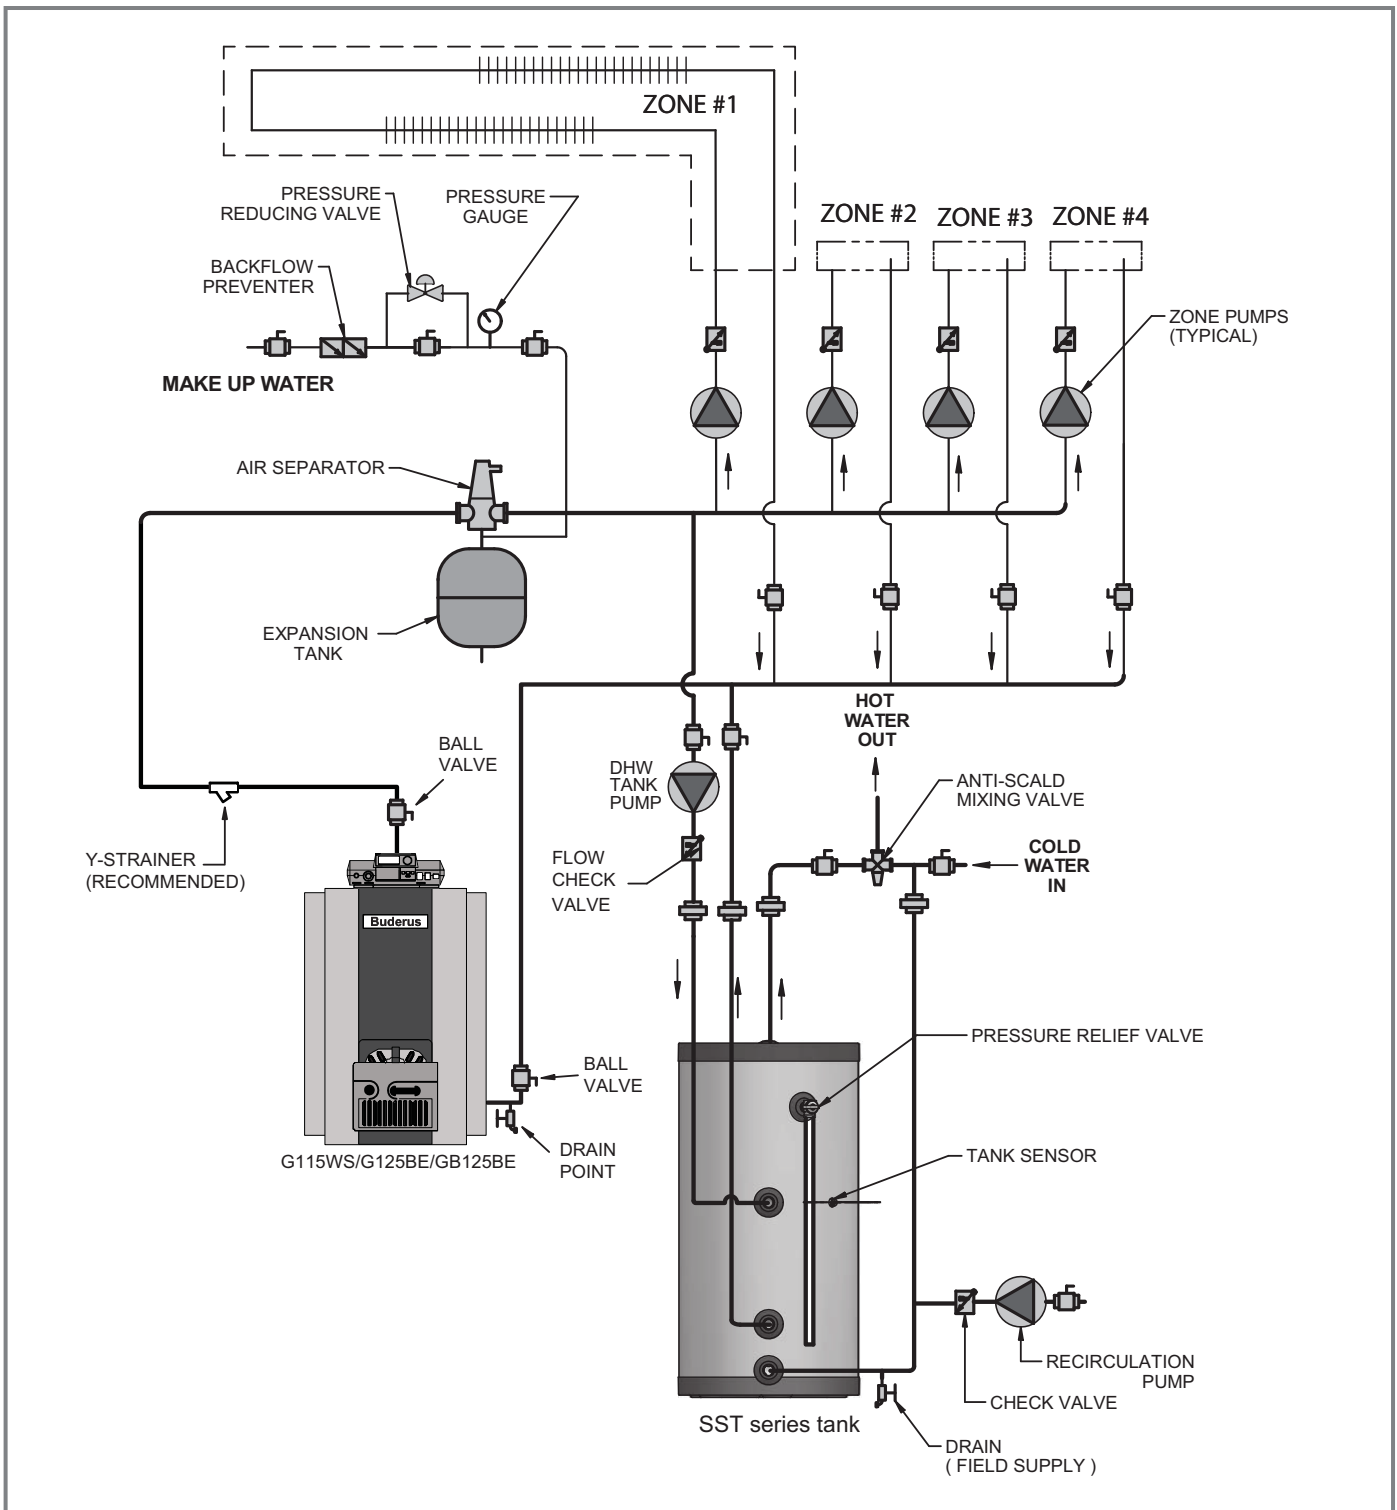 ZONE #1
PRESSURE
REDUCING VALVE
PRESSURE
GAUGE
ZONE #2
ZONE #3
ZONE #4
BACKFLOW
PREVENTER
ZONE PUMPS
(TYPICAL)
MAKE UP WATER
AIR SEPARATOR
EXPANSION
TANK
HOT
WATER
OUT
BALL
VALVE
DHW
TANK
PUMP
ANTI-SCALD
MIXING VALVE
Y-STRAINER
(RECOMMENDED)
FLOW
CHECK
VALVE
COLD
WATER
IN
Buderus
PRESSURE RELIEF VALVE
BALL
VALVE
DRAIN
POINT
G115WS/G125BE/GB125BE
TANK SENSOR
RECIRCULATION
PUMP
CHECK VALVE
SST series tank
DRAIN
( FIELD SUPPLY )